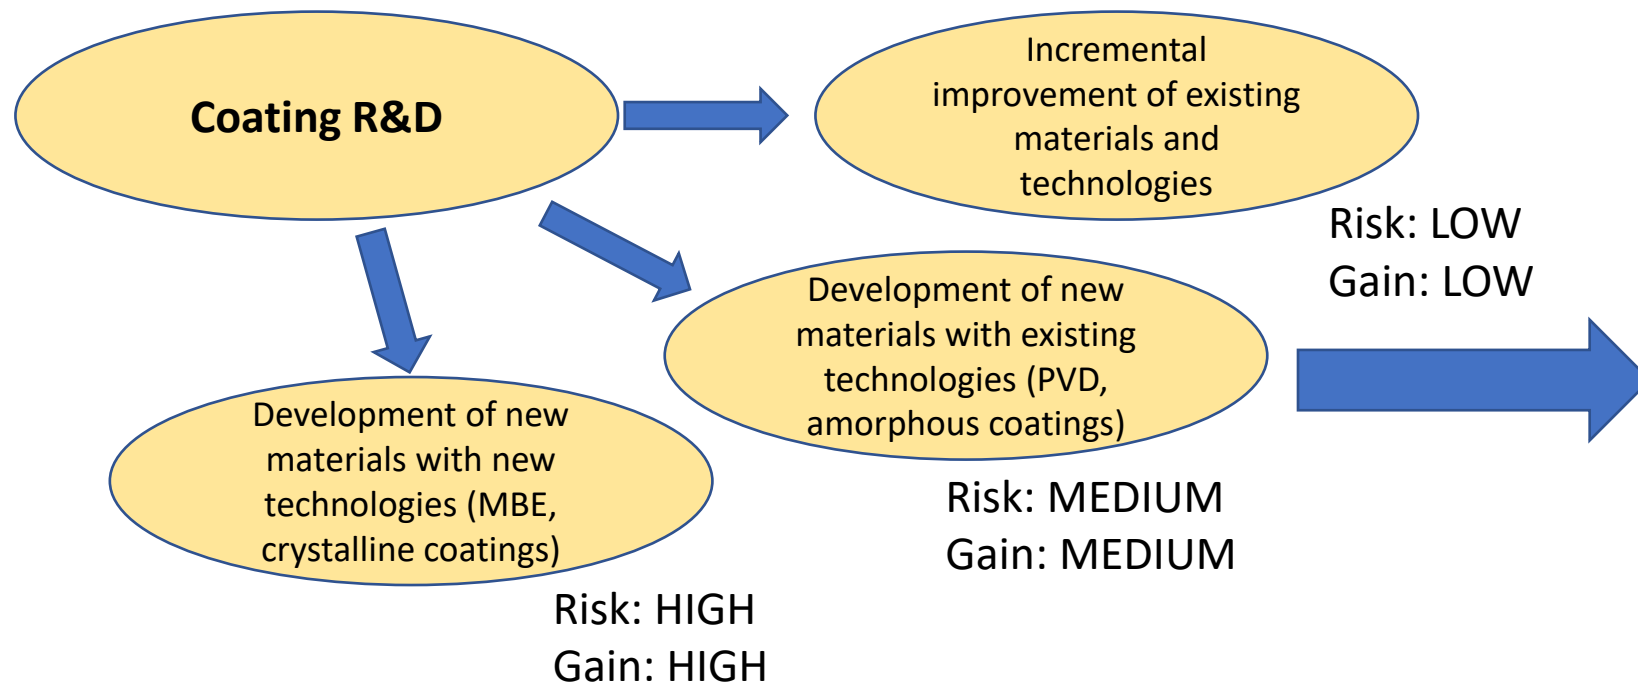 Coating R&D
Incremental
improvement of existing
materials and
technologies
Risk: LOW
Gain: LOW
Development of new
materials with existing
technologies (PVD,
amorphous coatings)
Risk: MEDIUM
Gain: MEDIUM
Development of new
materials with new
technologies (MBE,
crystalline coatings)
Risk: HIGH
Gain: HIGH